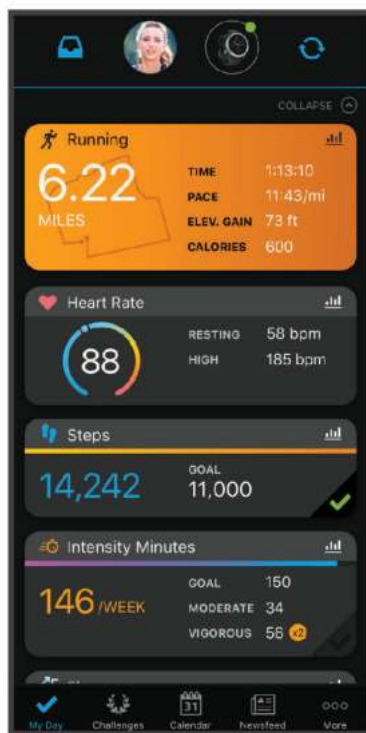 COLLAPSE
Running
6.22
MILES
TIME 1:13:10
PACE 11:43/mi
ELEV. GAIN 73 ft
CALORIES 600
Heart Rate
88
RESTING 58 bpm
HIGH 185 bpm
Steps
14,242
GOAL
11,000
Intensity Minutes
146 /WEEK
GOAL 150
MODERATE 34
VIGOROUS 56 x2
31
My Day Challenges Calendar Newsfeed More